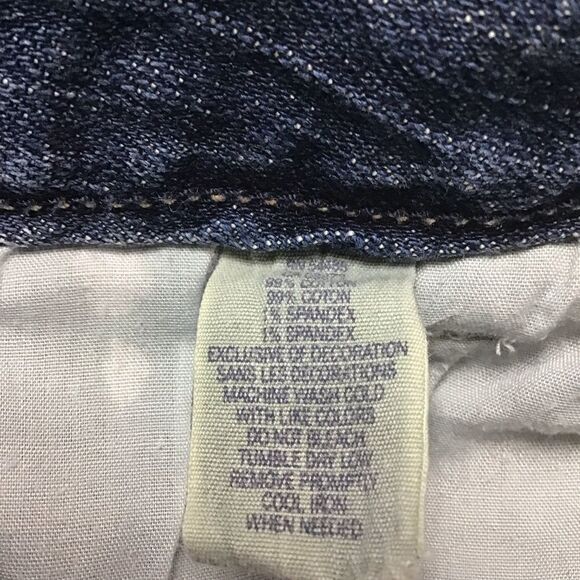 99% COTTON
99% COTON
1% SPANDEX
1% SPANDEX
EXCLUSIVE OF DECORATION
SANS LES DECORATIONS
MACHINE WASH COLD
WITH LIKE COLORS
DO NOT BLEACH
TUMBLE DRY LOW
REMOVE PROMPTLY
COOL IRON
WHEN NEEDED